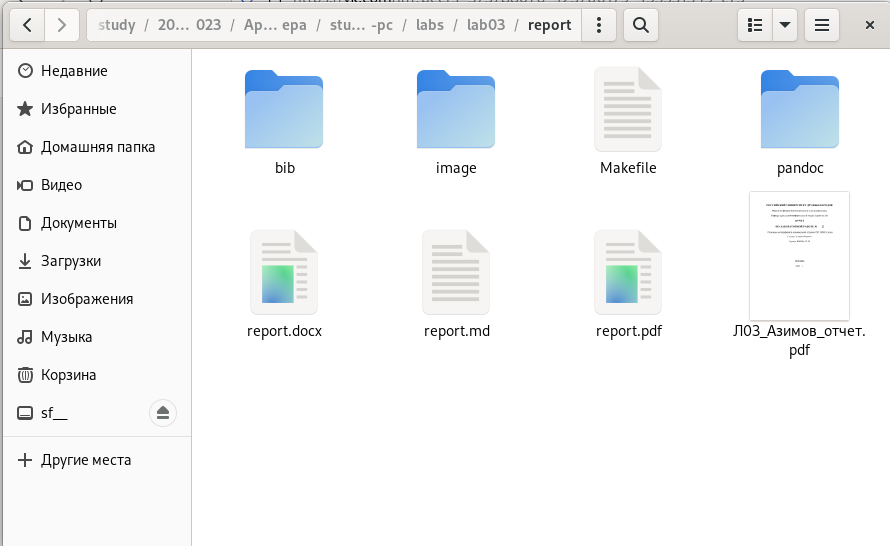 study / 20... 023 / Ap... epa / stu... -pc / labs / lab03 / report
Недавние
Избранные
Домашняя папка
Видео
Документы
Загрузки
Изображения
Музыка
Корзина
sf__
Другие места
bib
image
Makefile
pandoc
report.docx
report.md
report.pdf
Л03_Азимов_отчет.
pdf